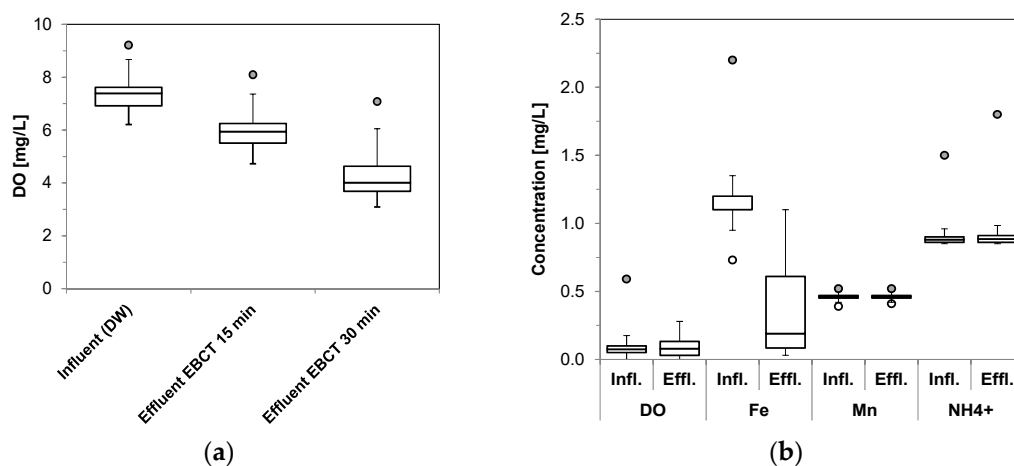 10
8
6
4
2
0
DO [mg/L]
Influent (DW)
Effluent EBCT 15 min
Effluent EBCT 30 min
(a)
2.5
2.0
1.5
1.0
0.5
0.0
Concentration [mg/L]
Infl. Effl. Infl. Effl. Infl. Effl. Infl. Effl.
DO Fe Mn NH4+
(b)